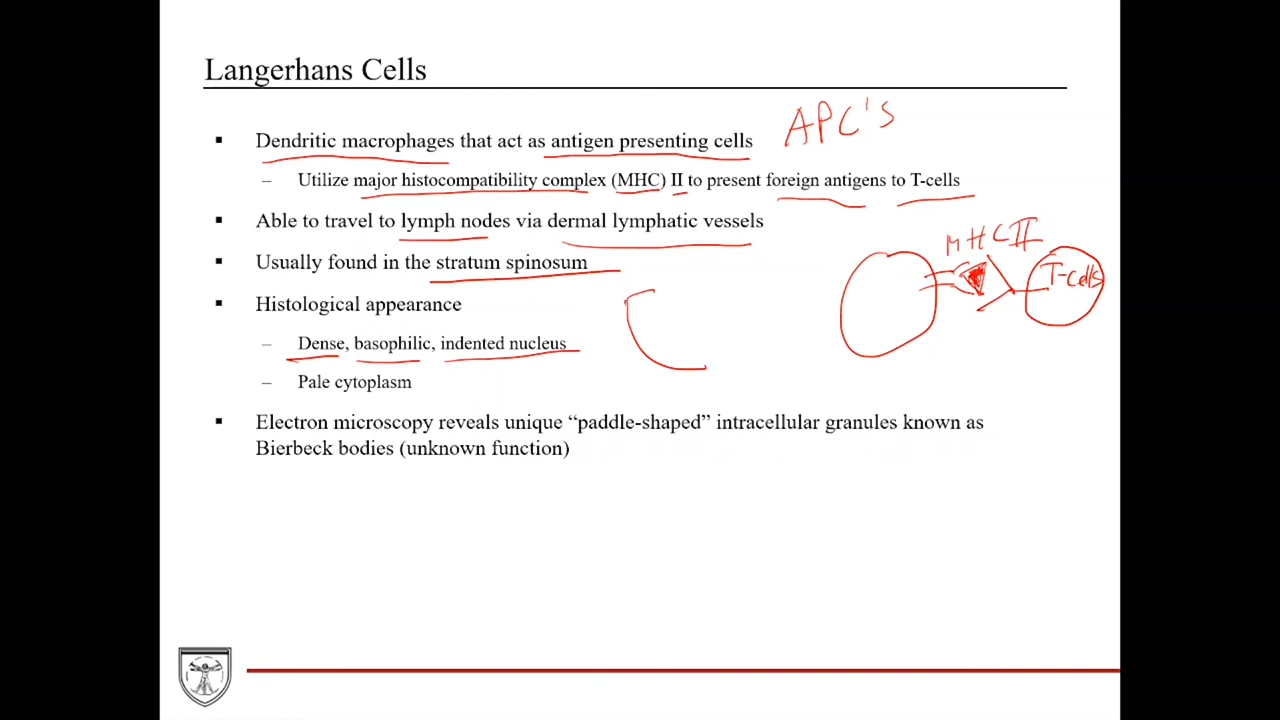 Langerhans Cells
APC's
▪ Dendritic macrophages that act as antigen presenting cells
– Utilize major histocompatibility complex (MHC) II to present foreign antigens to T-cells
▪ Able to travel to lymph nodes via dermal lymphatic vessels
MHC II
▪ Usually found in the stratum spinosum
T-cells
▪ Histological appearance
– Dense, basophilic, indented nucleus
– Pale cytoplasm
▪ Electron microscopy reveals unique “paddle-shaped” intracellular granules known as
Bierbeck bodies (unknown function)